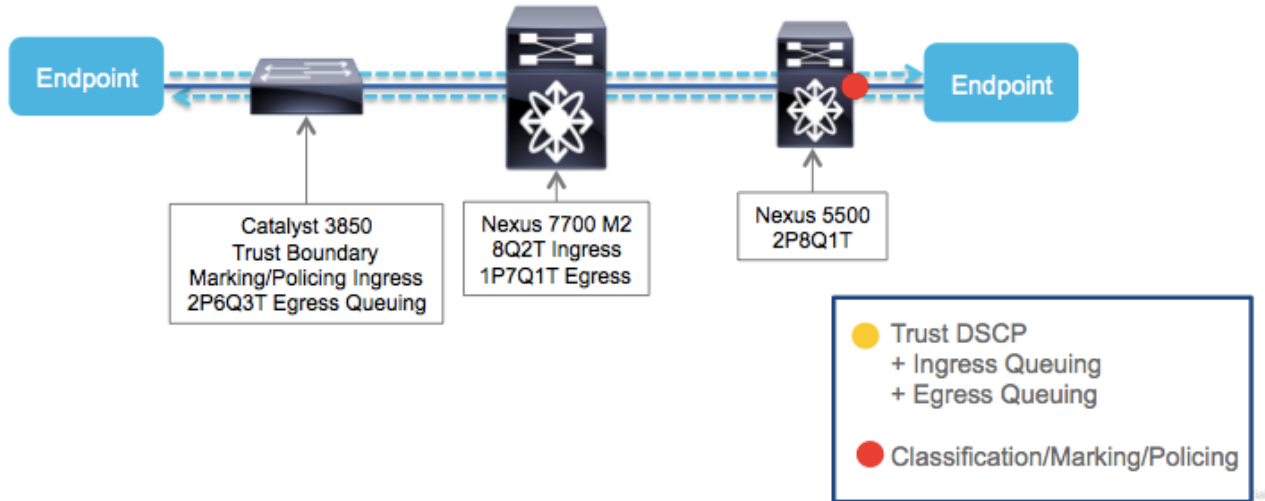 Endpoint
Endpoint
Catalyst 3850
Trust Boundary
Marking/Policing Ingress
2P6Q3T Egress Queuing
Nexus 7700 M2
8Q2T Ingress
1P7Q1T Egress
Nexus 5500
2P8Q1T
Trust DSCP
+ Ingress Queuing
+ Egress Queuing
Classification/Marking/Policing